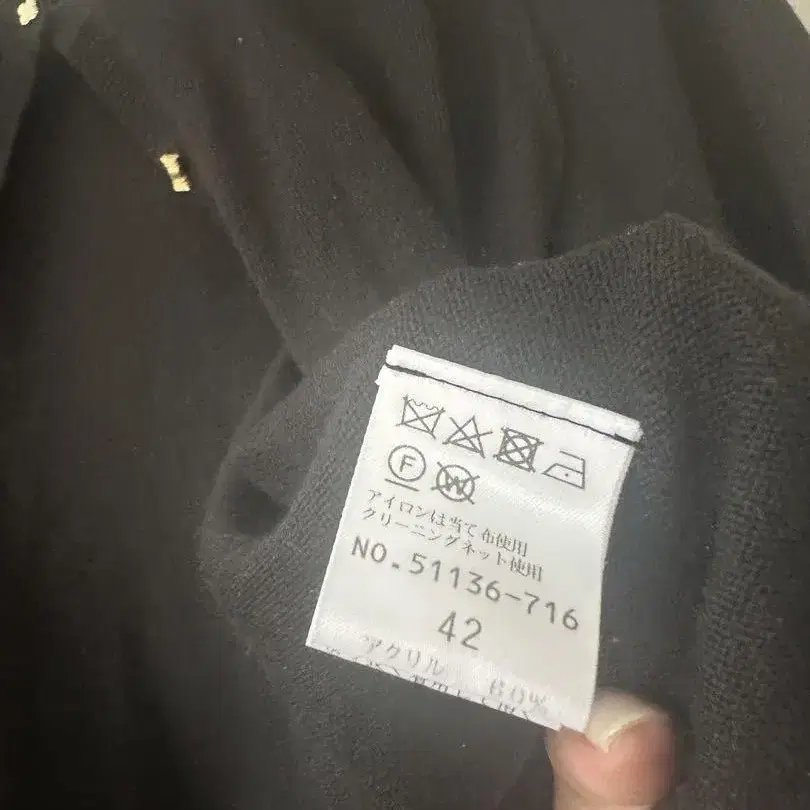 F W
アイロンは当て布使用
クリーニングネット使用
NO.51136-716
42
アクリル 60%